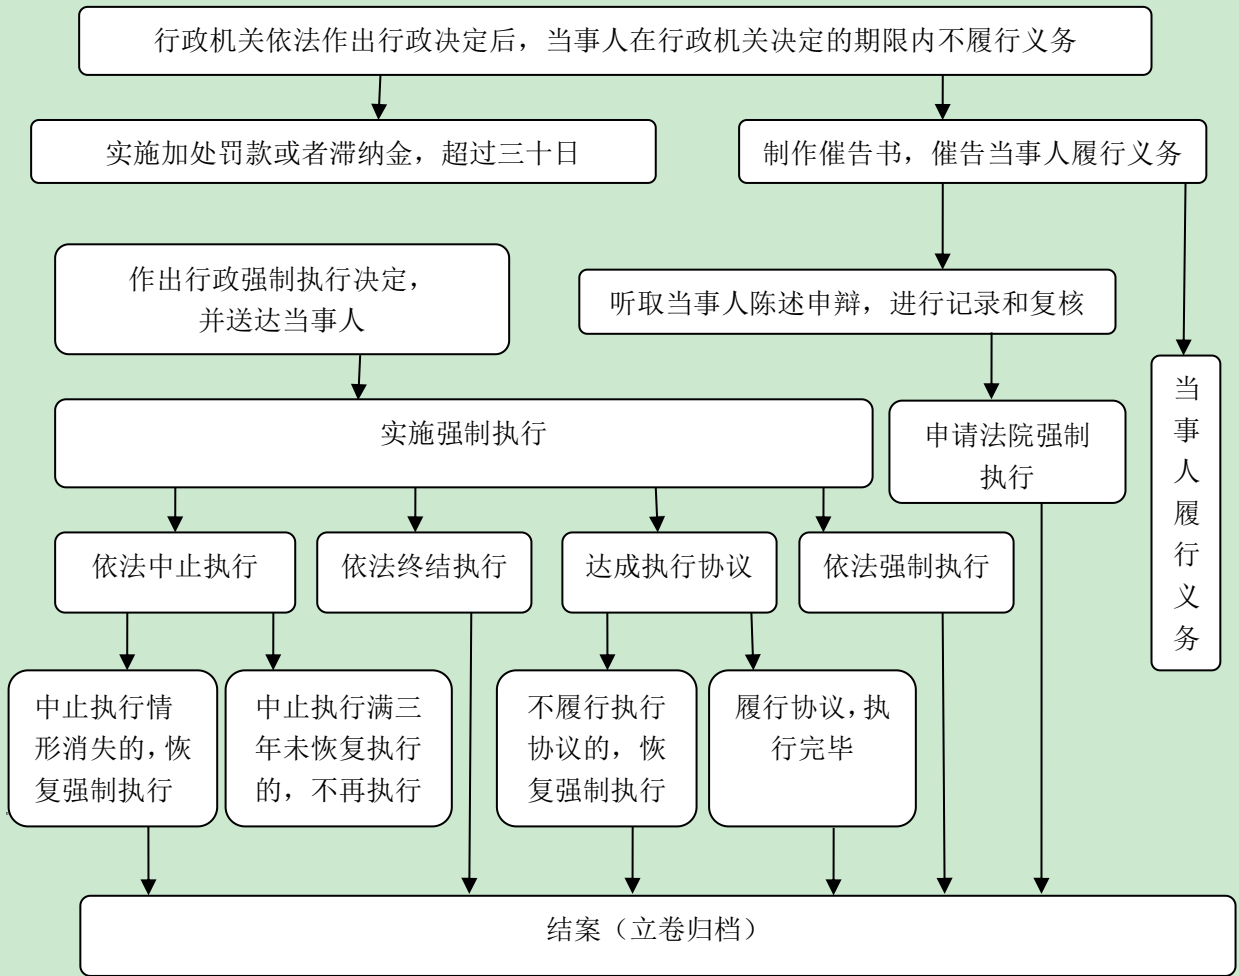 行政机关依法作出行政决定后，当事人在行政机关决定的期限内不履行义务
实施加处罚款或者滞纳金，超过三十日
制作催告书，催告当事人履行义务
作出行政强制执行决定，
并送达当事人
听取当事人陈述申辩，进行记录和复核
当事人履行义务
实施强制执行
申请法院强制
执行
依法中止执行
依法终结执行
达成执行协议
依法强制执行
中止执行情
形消失的，恢
复强制执行
中止执行满三
年未恢复执行
的，不再执行
不履行执行
协议的，恢
复强制执行
履行协议，执
行完毕
结案（立卷归档）